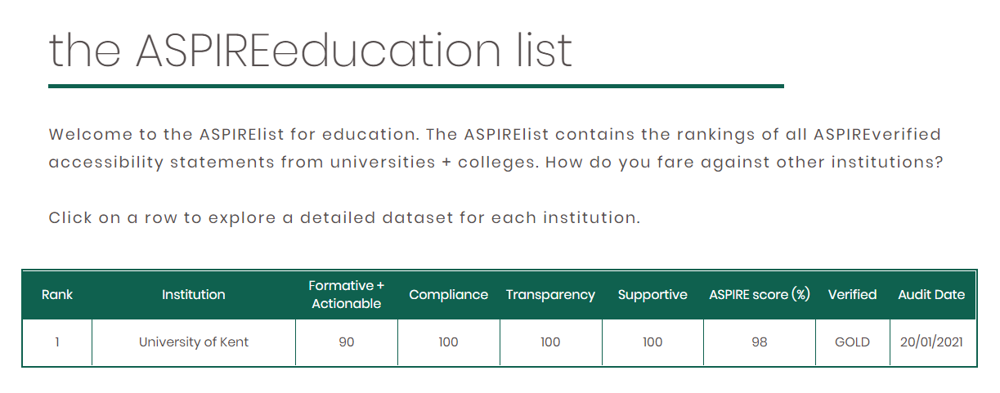 the ASPIREeducation list
Welcome to the ASPIRElist for education. The ASPIRElist contains the rankings of all ASPIREverified
accessibility statements from universities + colleges. How do you fare against other institutions?
Click on a row to explore a detailed dataset for each institution.
Rank Institution Formative + Actionable Compliance Transparency Supportive ASPIRE score (%) Verified Audit Date
1 University of Kent 90 100 100 100 98 GOLD 20/01/2021